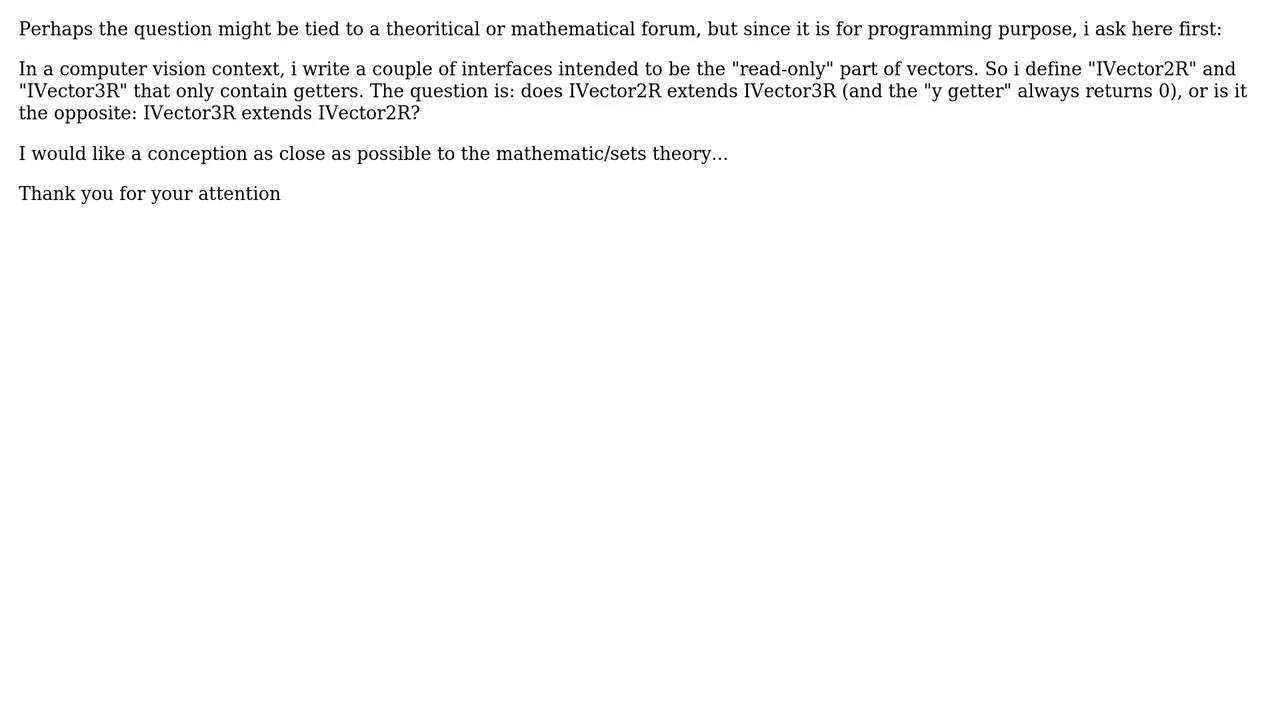 Perhaps the question might be tied to a theoritical or mathematical forum, but since it is for programming purpose, i ask here first:
In a computer vision context, i write a couple of interfaces intended to be the "read-only" part of vectors. So i define "IVector2R" and
"IVector3R" that only contain getters. The question is: does IVector2R extends IVector3R (and the "y getter" always returns 0), or is it
the opposite: IVector3R extends IVector2R?
I would like a conception as close as possible to the mathematic/sets theory...
Thank you for your attention